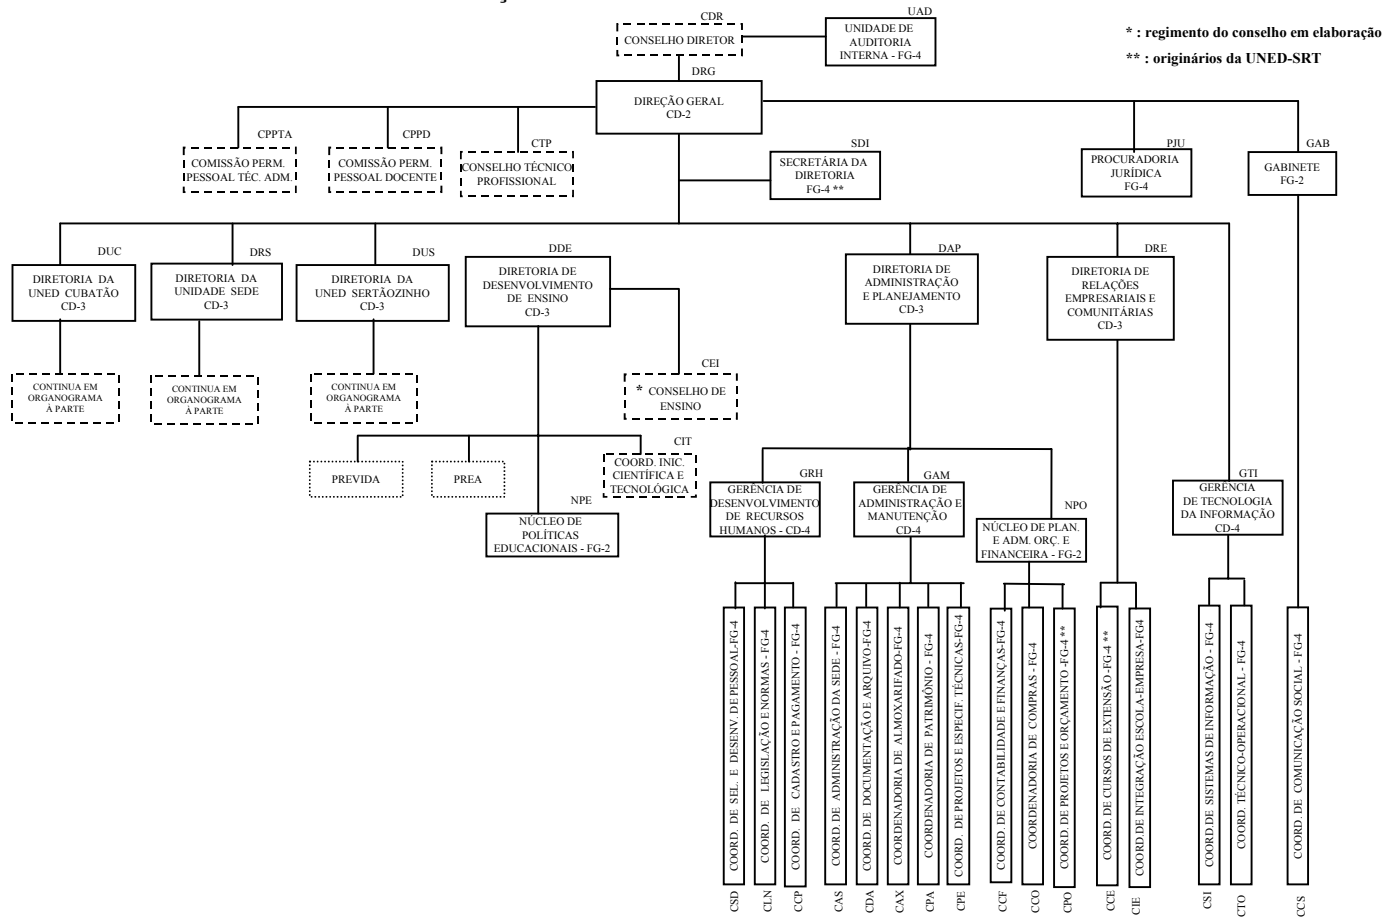 CDR
CONSELHO DIRETOR
UAD
UNIDADE DE
AUDITORIA
INTERNA - FG-4
* : regimento do conselho em elaboração
** : originários da UNED-SRT
DRG
DIREÇÃO GERAL
CD-2
CPPTA
COMISSÃO PERM.
PESSOAL TÉC. ADM.
CPPD
COMISSÃO PERM.
PESSOAL DOCENTE
CTP
CONSELHO TÉCNICO
PROFISSIONAL
SDI
SECRETÁRIA DA
DIRETORIA
FG-4 **
PJU
PROCURADORIA
JURÍDICA
FG-4
GAB
GABINETE
FG-2
DUC
DIRETORIA DA
UNED CUBATÃO
CD-3
DRS
DIRETORIA DA
UNIDADE SEDE
CD-3
DUS
DIRETORIA DA
UNED SERTÃOZINHO
CD-3
DDE
DIRETORIA DE
DESENVOLVIMENTO
DE ENSINO
CD-3
DAP
DIRETORIA DE
ADMINISTRAÇÃO
E PLANEJAMENTO
CD-3
DRE
DIRETORIA DE
RELAÇÕES
EMPRESARIAIS E
COMUNITÁRIAS
CD-3
CONTINUA EM
ORGANOGRAMA
À PARTE
CONTINUA EM
ORGANOGRAMA
À PARTE
CONTINUA EM
ORGANOGRAMA
À PARTE
CEI
* CONSELHO DE
ENSINO
PREVIDA
PREA
CIT
COORD. INIC.
CIENTÍFICA E
TECNOLÓGICA
NPE
NÚCLEO DE
POLÍTICAS
EDUCACIONAIS - FG-2
GRH
GERÊNCIA DE
DESENVOLVIMENTO
DE RECURSOS
HUMANOS - CD-4
GAM
GERÊNCIA DE
ADMINISTRAÇÃO E
MANUTENÇÃO
CD-4
NPO
NÚCLEO DE PLAN.
E ADM. ORÇ. E
FINANCEIRA - FG-2
GTI
GERÊNCIA
DE TECNOLOGIA
DA INFORMAÇÃO
CD-4
COORD. DE SEL. E DESENV. DE PESSOAL-FG-4
CSD
COORD. DE LEGISLAÇÃO E NORMAS - FG-4
CLN
COORD. DE CADASTRO E PAGAMENTO - FG-4
CCP
COORD. DE ADMINISTRAÇÃO DA SEDE - FG-4
CAS
COORD. DE DOCUMENTAÇÃO E ARQUIVO-FG-4
CDA
COORDENADORIA DE ALMOXARIFADO-FG-4
CAX
COORDENADORIA DE PATRIMÔNIO - FG-4
CPA
COORD. DE PROJETOS E ESPECIF. TÉCNICAS-FG-4
CPE
COORD. DE CONTABILIDADE E FINANÇAS-FG-4
CCF
COORDENADORIA DE COMPRAS - FG-4
CCO
COORD. DE PROJETOS E ORÇAMENTO -FG-4 **
CPO
COORD. DE CURSOS DE EXTENSÃO -FG-4 **
CCE
COORD. DE INTEGRAÇÃO ESCOLA-EMPRESA-FG4
CIE
COORD. DE SISTEMAS DE INFORMAÇÃO - FG-4
CSI
COORD. TÉCNICO-OPERACIONAL - FG-4
CTO
COORD. DE COMUNICAÇÃO SOCIAL - FG-4
CCS